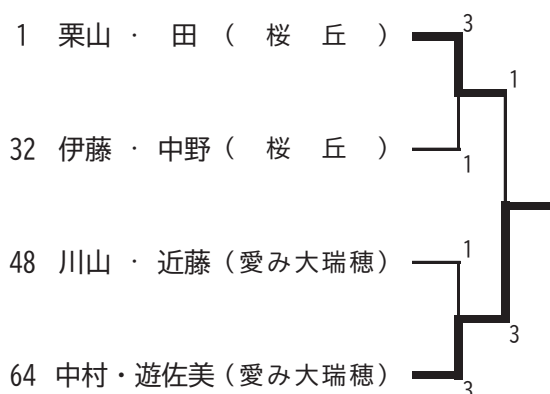 1 栗山 ・ 田 ( 桜 丘 ) 3
1
32 伊藤 ・ 中野 ( 桜 丘 ) 1
48 川山 ・ 近藤 (愛み大瑞穂) 1
3
64 中村・遊佐美 (愛み大瑞穂) 3